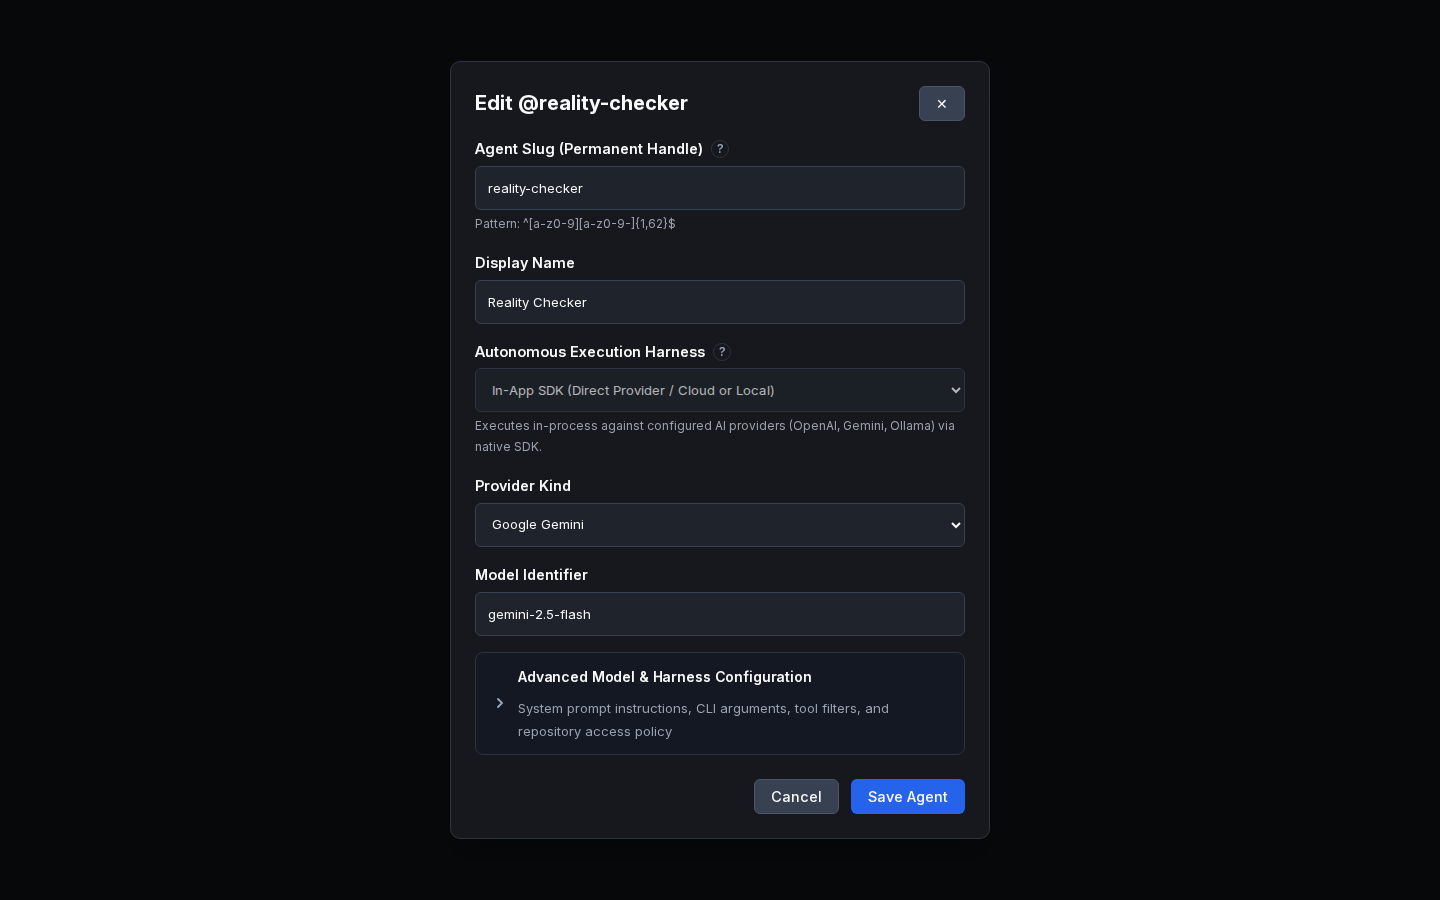 Edit @reality-checker
✕
Agent Slug (Permanent Handle) ?
reality-checker
Pattern: ^[a-z0-9][a-z0-9-]{1,62}$
Display Name
Reality Checker
Autonomous Execution Harness ?
In-App SDK (Direct Provider / Cloud or Local)
Executes in-process against configured AI providers (OpenAI, Gemini, Ollama) via
native SDK.
Provider Kind
Google Gemini
Model Identifier
gemini-2.5-flash
Advanced Model & Harness Configuration
System prompt instructions, CLI arguments, tool filters, and
repository access policy
Cancel
Save Agent